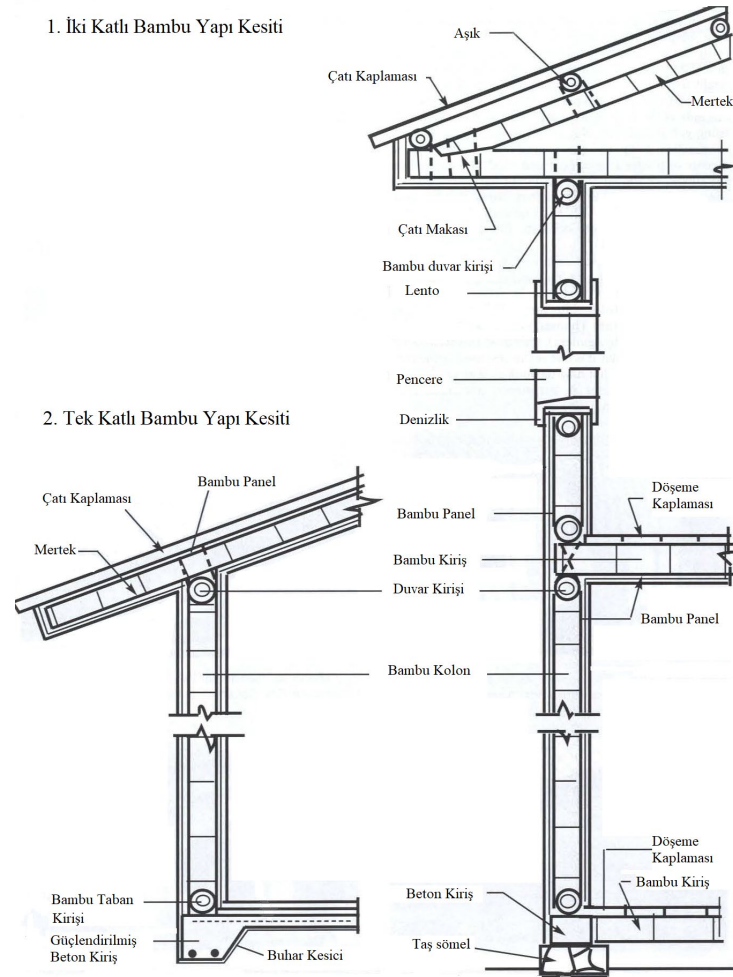 1. İki Katlı Bambu Yapı Kesiti
Aşık
Çatı Kaplaması
Mertek
Çatı Makası
Bambu duvar kirişi
Lento
Pencere
Denizlik
2. Tek Katlı Bambu Yapı Kesiti
Bambu Panel
Çatı Kaplaması
Mertek
Bambu Panel
Döşeme
Kaplaması
Bambu Kiriş
Duvar Kirişi
Bambu Panel
Bambu Kolon
Döşeme
Kaplaması
Bambu Kiriş
Beton Kiriş
Taş sömel
Bambu Taban
Kirişi
Güçlendirilmiş
Beton Kiriş
Buhar Kesici